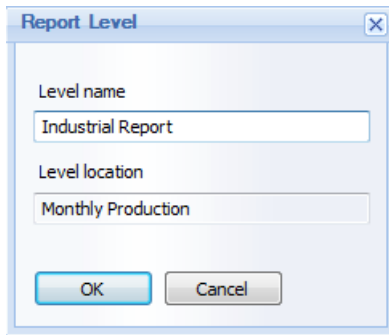 Report Level
Level name
Industrial Report
Level location
Monthly Production
OK Cancel